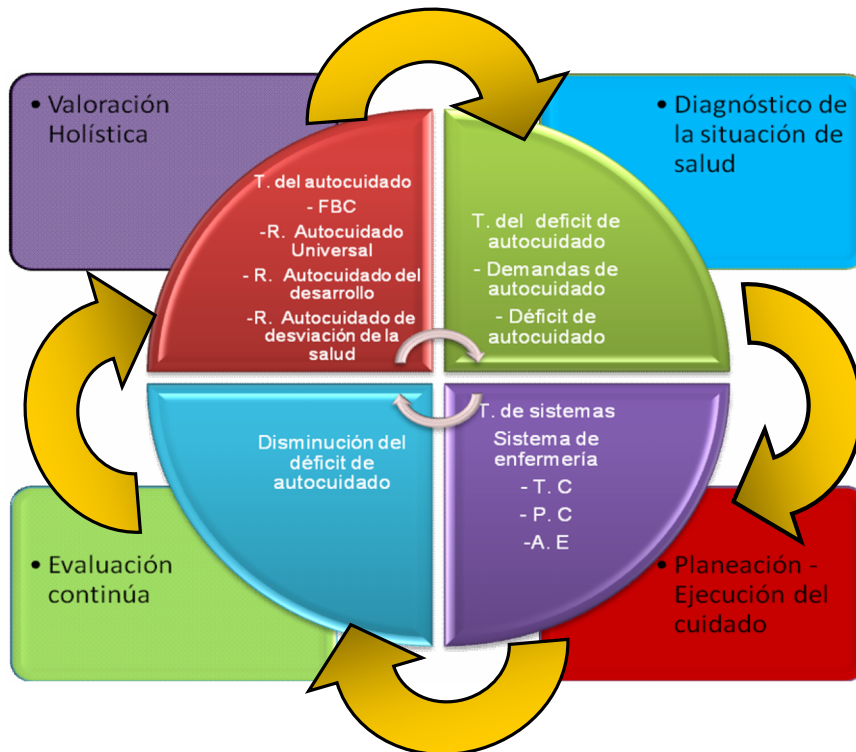 • Valoración
Holística
• Diagnóstico de
la situación de
salud
T. del autocuidado
- FBC
-R. Autocuidado
Universal
- R. Autocuidado del
desarrollo
-R. Autocuidado de
desviación de la
salud
T. del deficit de
autocuidado
- Demandas de
autocuidado
- Déficit de
autocuidado
Disminución del
déficit de
autocuidado
T. de sistemas
Sistema de
enfermería
- T. C
- P. C
-A. E
• Evaluación
continúa
• Planeación -
Ejecución del
cuidado